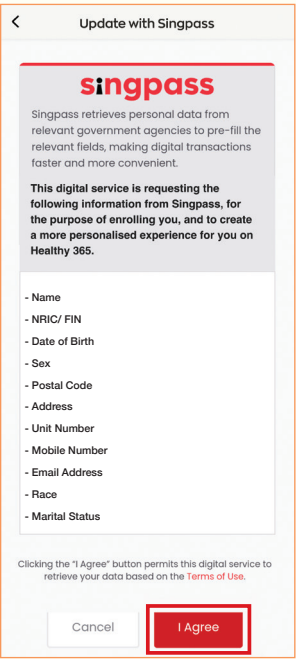 Update with Singpass
singpass
Singpass retrieves personal data from
relevant government agencies to pre-fill the
relevant fields, making digital transactions
faster and more convenient.
This digital service is requesting the
following information from Singpass, for
the purpose of enrolling you, and to create
a more personalised experience for you on
Healthy 365.
- Name
- NRIC/ FIN
- Date of Birth
- Sex
- Postal Code
- Address
- Unit Number
- Mobile Number
- Email Address
- Race
- Marital Status
Clicking the "I Agree" button permits this digital service to
retrieve your data based on the Terms of Use.
Cancel I Agree